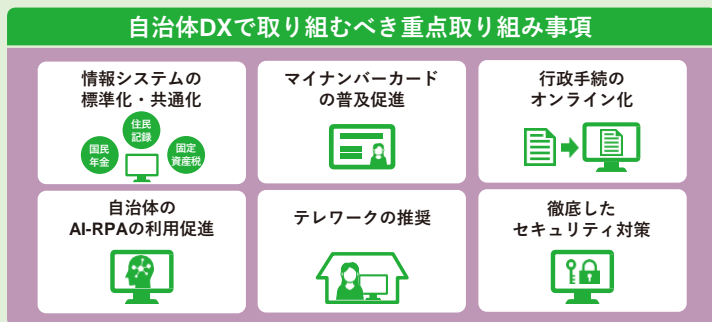 自治体DXで取り組むべき重点取り組み事項
情報システムの
標準化・共通化
住民
記録
国民
年金
固定
資産税
マイナンバーカード
の普及促進
行政手続の
オンライン化
自治体の
AI-RPAの利用促進
テレワークの推奨
徹底した
セキュリティ対策